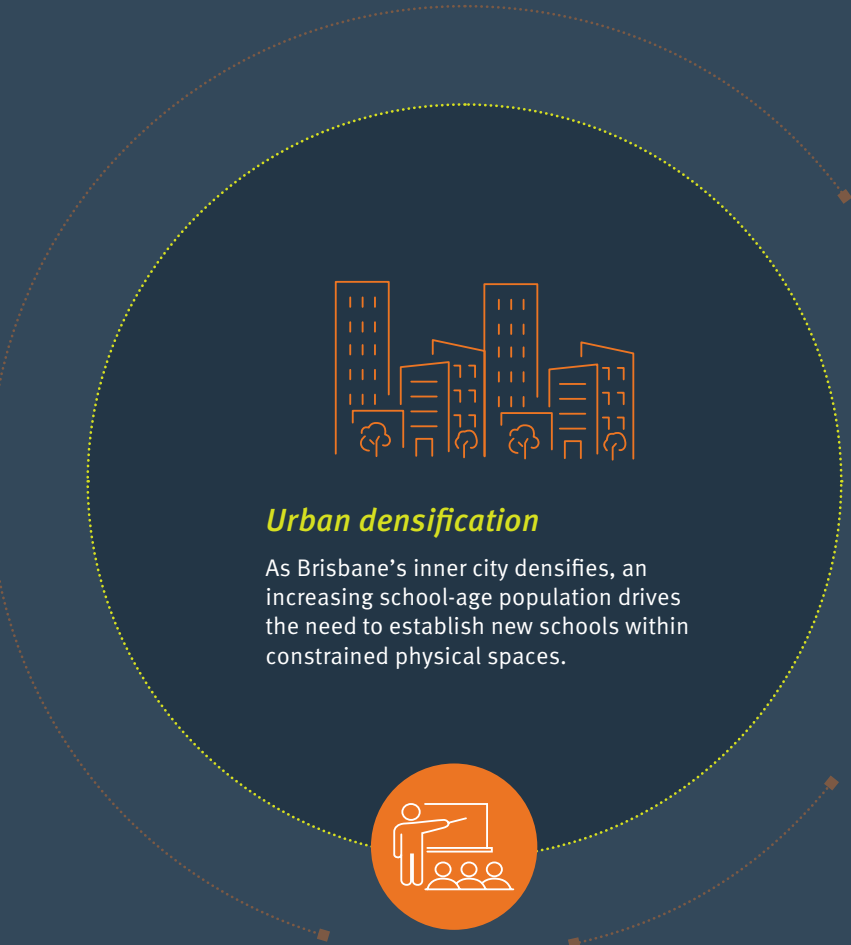 Urban densification
As Brisbane’s inner city densifies, an
increasing school-age population drives
the need to establish new schools within
constrained physical spaces.